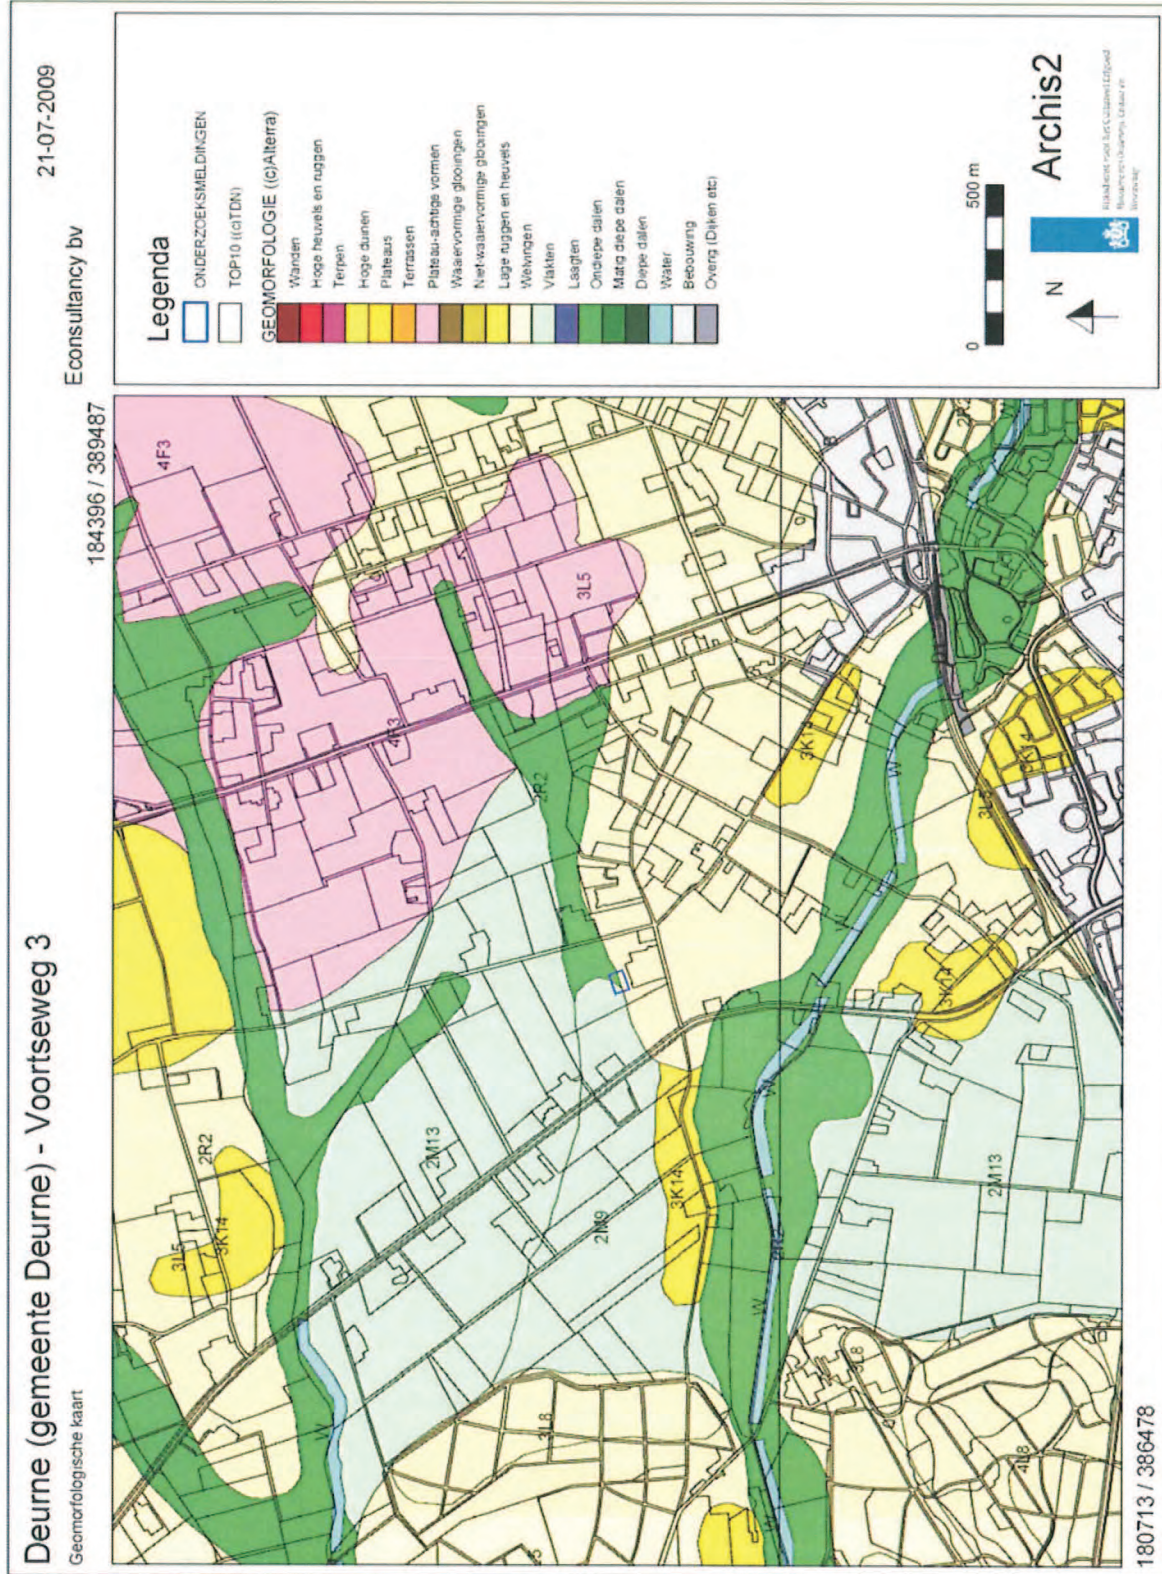 Deurne (gemeente Deurne) - Voortseweg 3
Geomorfologische kaart
21-07-2009
Econsultancy bv
184396 / 389487
180713 / 386478
Legenda
ONDERZOEKSMELDINGEN
TOP10 ((c)TDN)
GEOMORFOLOGIE ((c)Alterra)
Wanden
Hoge heuvels en ruggen
Terpen
Hoge duinen
Plateaus
Terrassen
Plateau-achtige vormen
Waaiervormige glooiingen
Niet-waaiervormige glooiingen
Lage ruggen en heuvels
Welvingen
Vlakten
Laagten
Ondiepe dalen
Matig diepe dalen
Diepe dalen
Water
Bebouwing
Overig (Dijken etc)
0
500 m
N
Archis2
4F3
4F3
3L5
2R2
3K14
2R2
3L5
3K14
2M13
2M9
3K14
3K14
2M13
2R2
W
W
W
W
W
W
3L8
3L8
4L8